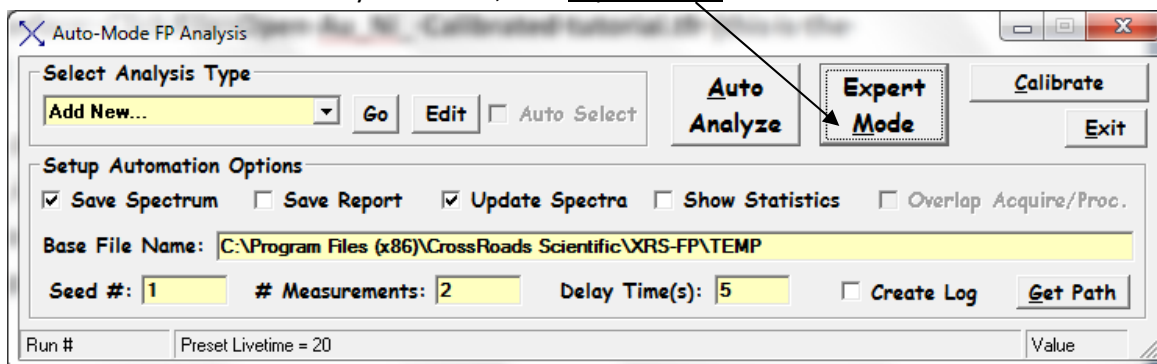 Auto-Mode FP Analysis
Select Analysis Type
Add New...
Go
Edit
Auto Select
Auto
Analyze
Expert
Mode
Calibrate
Exit
Setup Automation Options
Save Spectrum
Save Report
Update Spectra
Show Statistics
Overlap Acquire/Proc.
Base File Name: C:\Program Files (x86)\CrossRoads Scientific\XRS-FP\TEMP
Seed #: 1
# Measurements: 2
Delay Time(s): 5
Create Log
Get Path
Run #
Preset Livetime = 20
Value